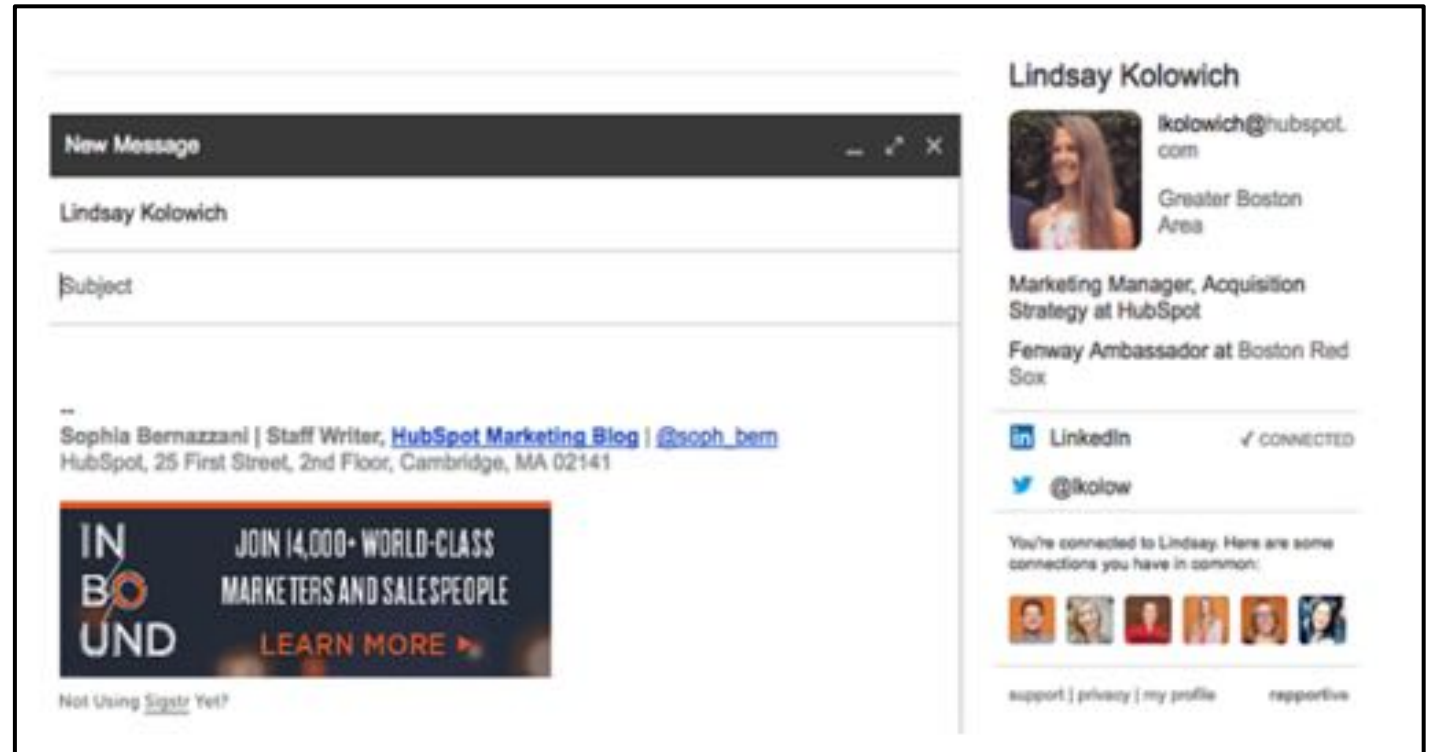 New Message
Lindsay Kolowich
Subject
--
Sophia Bernazzani | Staff Writer, HubSpot Marketing Blog | @soph_bern
HubSpot, 25 First Street, 2nd Floor, Cambridge, MA 02141
IN
BO
UND
JOIN 14,000+ WORLD-CLASS
MARKETERS AND SALESPEOPLE
LEARN MORE ►
Not Using Sigstr Yet?
Lindsay Kolowich
lkolowich@hubspot.
com
Greater Boston
Area
Marketing Manager, Acquisition
Strategy at HubSpot
Fenway Ambassador at Boston Red
Sox
in LinkedIn ✓ CONNECTED
@lkolow
You're connected to Lindsay. Here are some
connections you have in common:
support | privacy | my profile rapportive